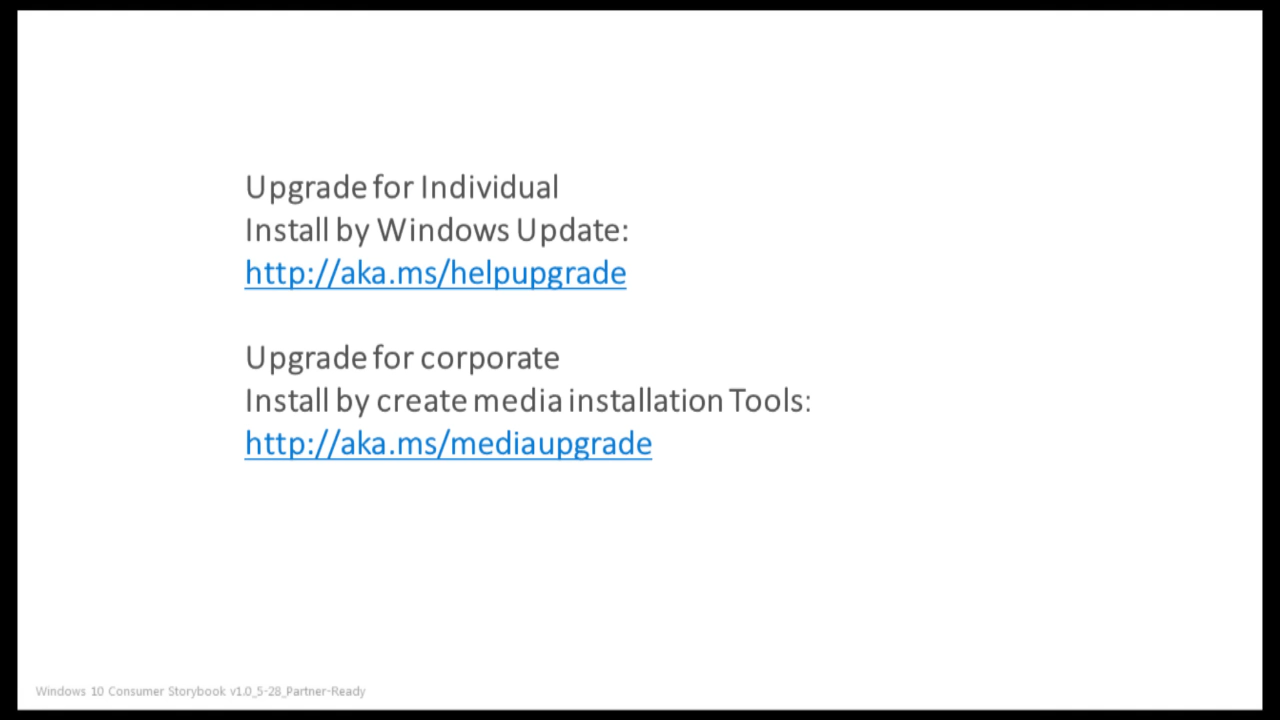 Upgrade for Individual
Install by Windows Update:
http://aka.ms/helpupgrade
Upgrade for corporate
Install by create media installation Tools:
http://aka.ms/mediaupgrade
Windows 10 Consumer Storybook v1.0_5-28_Partner-Ready